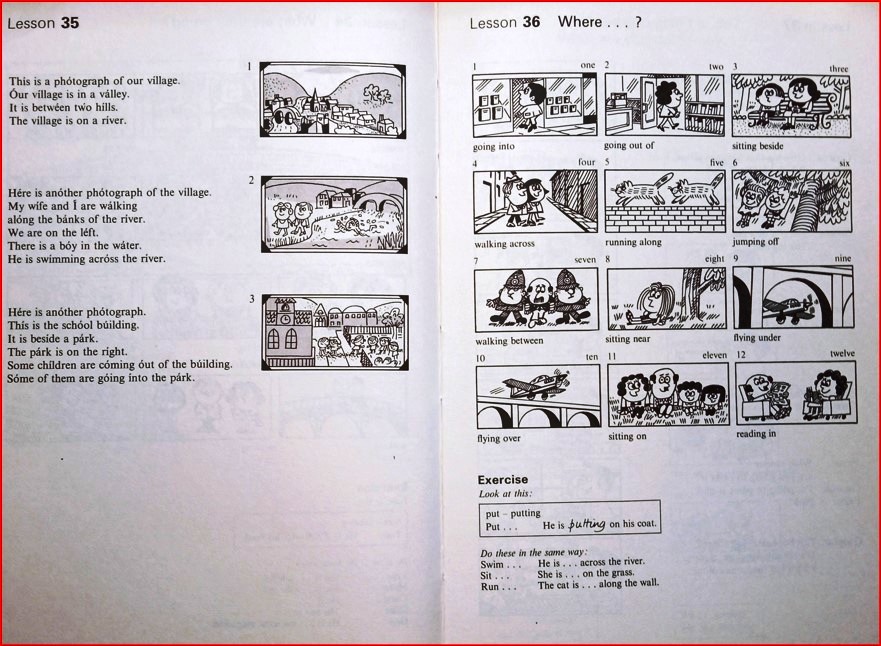 Lesson 35
1
This is a phótograph of our village.
Óur village is in a válley.
It is betwéen twó hills.
The víllage is on a ríver.
2
Hére is anóther phótograph of the village.
My wífe and Í are wálking
alóng the bánks of the ríver.
We are on the léft.
There is a bóy in the wáter.
He is swimming acróss the river.
3
Hére is anóther phótograph.
Thís is the schóol búilding.
It is besíde a párk.
The párk is on the right.
Some chíldren are cóming óut of the búilding.
Sóme of them are góing into the párk.
Lesson 36 Where . . . ?
1 one
going into
2 two
going out of
3 three
sitting beside
4 four
walking across
5 five
running along
6 six
jumping off
7 seven
walking between
8 eight
sitting near
9 nine
flying under
10 ten
flying over
11 eleven
sitting on
12 twelve
reading in
Exercise
Look at this:
put – putting
Put . . . He is putting on his coat.
Do these in the same way:
Swim . . . He is . . . across the river.
Sit . . . She is . . . on the grass.
Run . . . The cat is . . . along the wall.